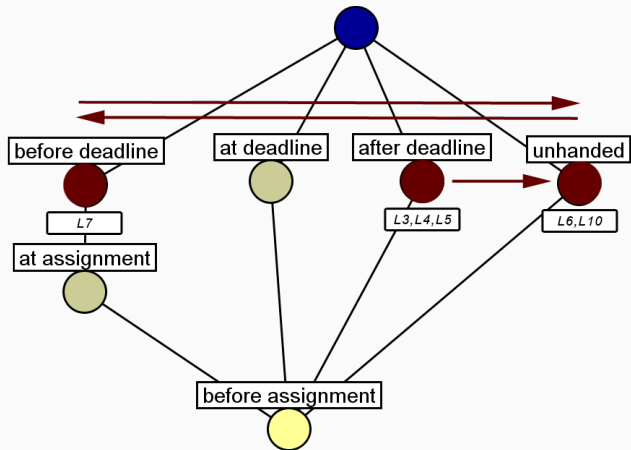 before deadline
at deadline
after deadline
unhanded
L7
L3,L4,L5
L6,L10
at assignment
before assignment